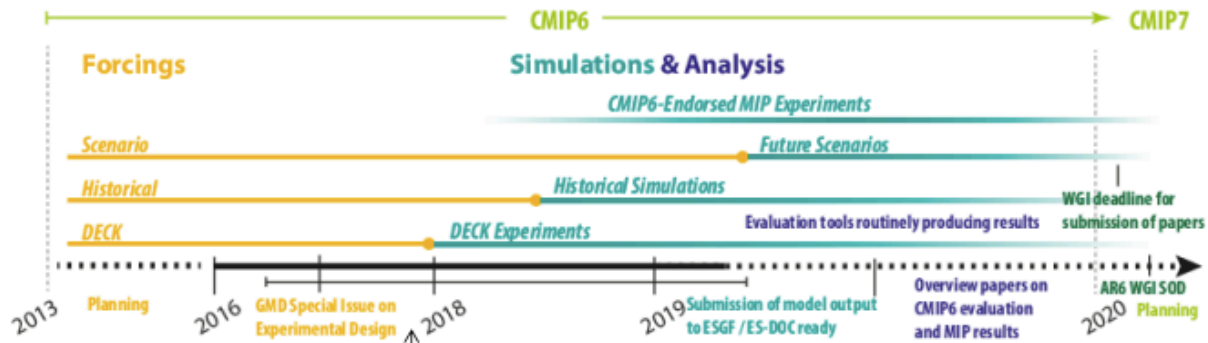 CMIP6
CMIP7
Forcings
Simulations & Analysis
CMIP6-Endorsed MIP Experiments
Scenario
Future Scenarios
Historical
Historical Simulations
WGI deadline for
submission of papers
Evaluation tools routinely producing results
DECK
DECK Experiments
2013
Planning
2016
GMD Special Issue on
Experimental Design
2018
2019
Submission of model output
to ESGF / ES-DOC ready
Overview papers on
CMIP6 evaluation
and MIP results
AR6 WGI SOD
2020
Planning